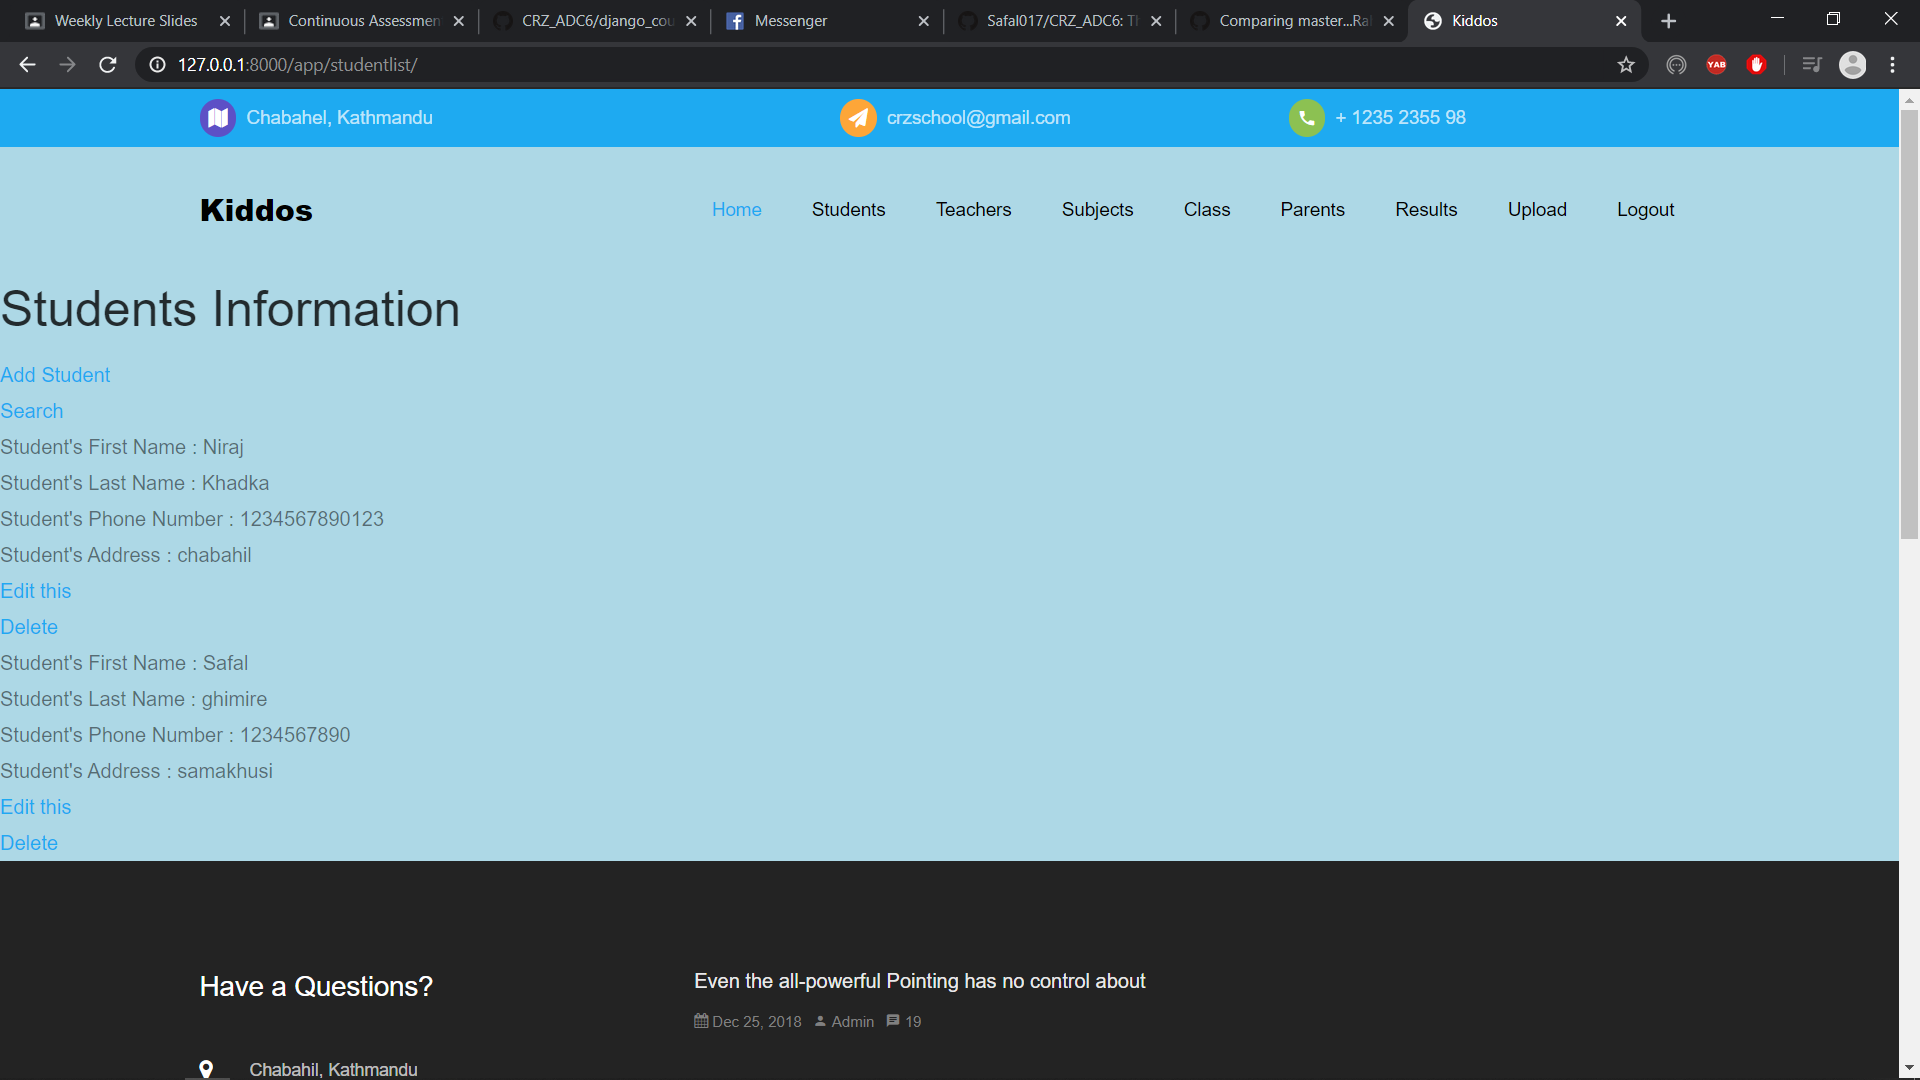 Weekly Lecture Slides
Continuous Assessmen
CRZ_ADC6/django_cou
Messenger
Safal017/CRZ_ADC6: Th
Comparing master...Ral
Kiddos
127.0.0.1:8000/app/studentlist/
YAB
Chabahel, Kathmandu
crzschool@gmail.com
+ 1235 2355 98
Kiddos
Home
Students
Teachers
Subjects
Class
Parents
Results
Upload
Logout
Students Information
Add Student
Search
Student's First Name : Niraj
Student's Last Name : Khadka
Student's Phone Number : 1234567890123
Student's Address : chabahil
Edit this
Delete
Student's First Name : Safal
Student's Last Name : ghimire
Student's Phone Number : 1234567890
Student's Address : samakhusi
Edit this
Delete
Have a Questions?
Even the all-powerful Pointing has no control about
Dec 25, 2018 Admin 19
Chabahil, Kathmandu